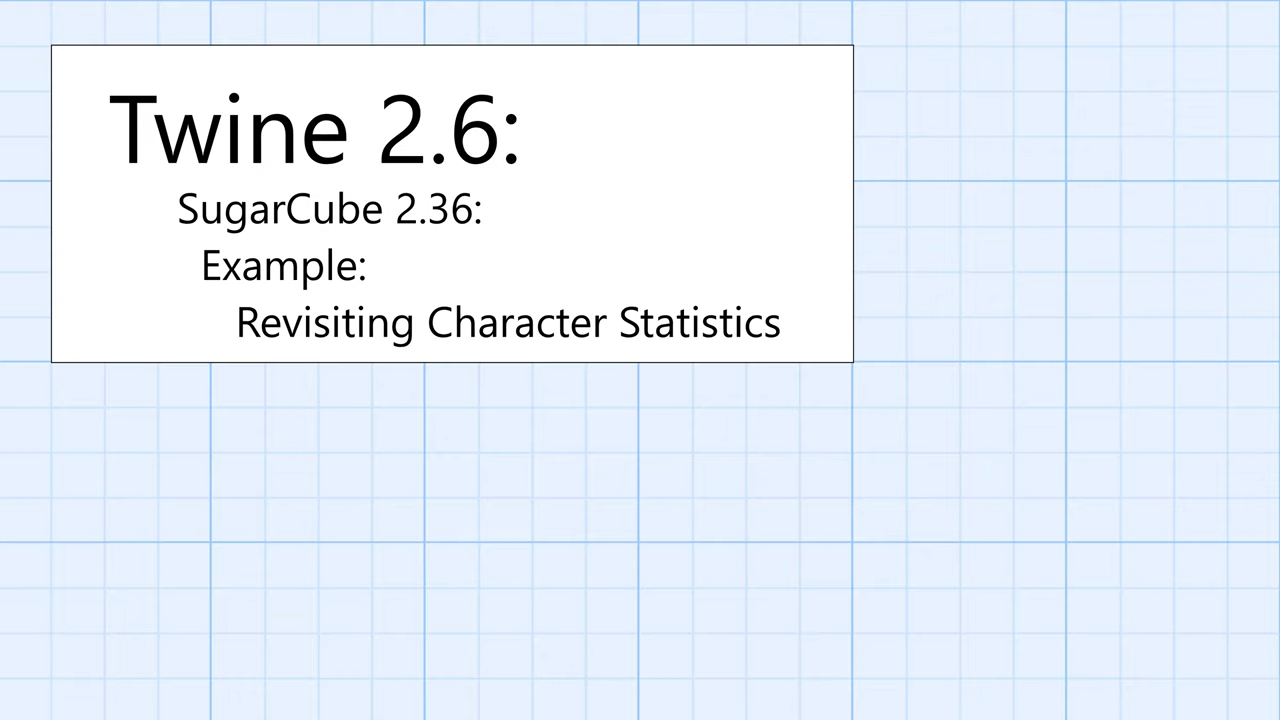 Twine 2.6:
SugarCube 2.36:
Example:
Revisiting Character Statistics